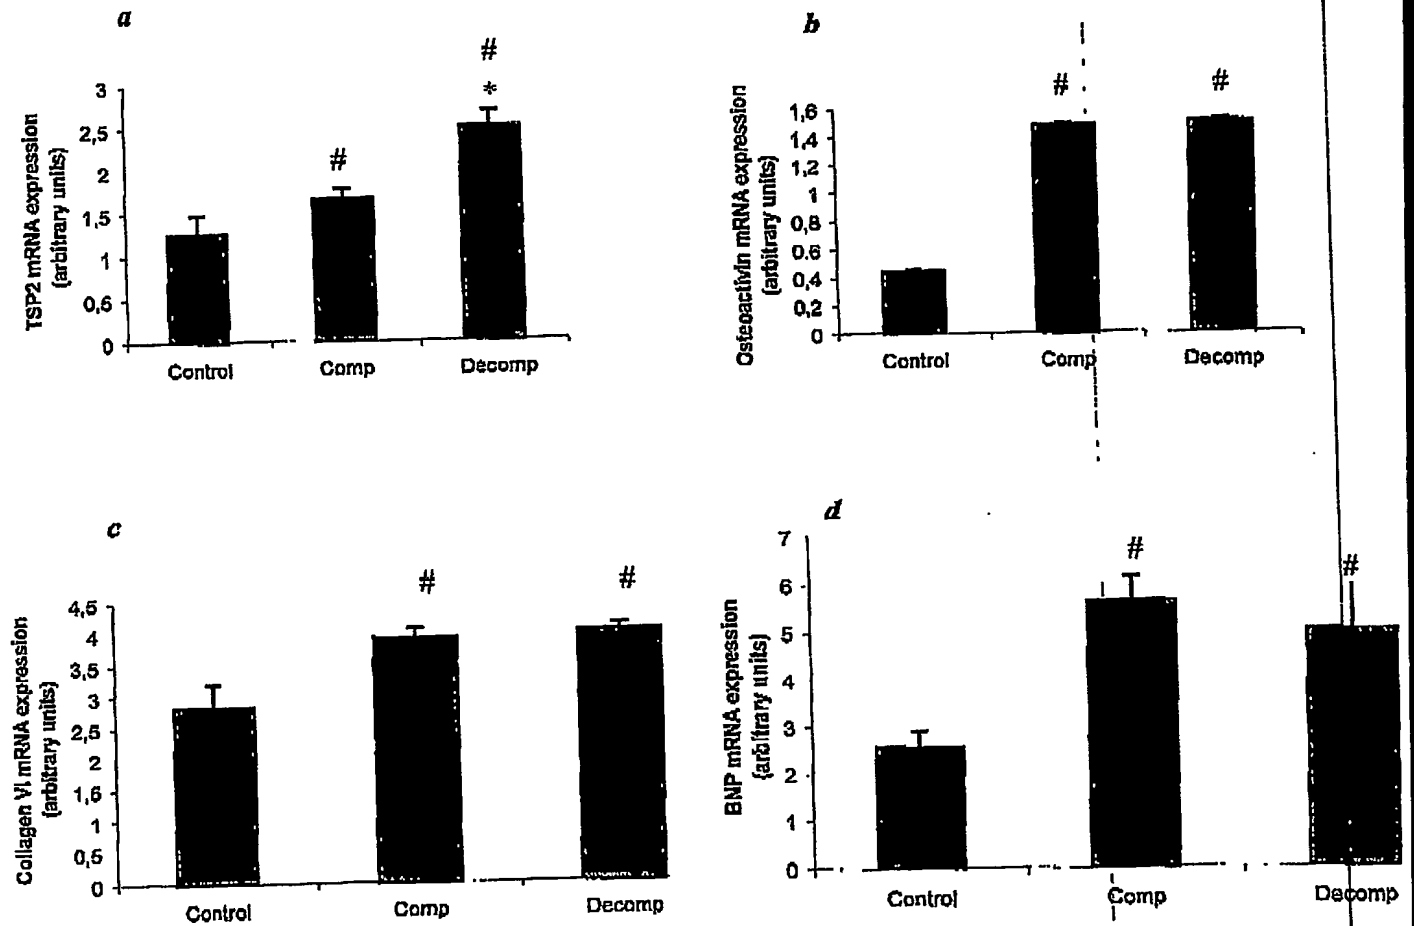 a
#
*
#
3
2,5
2
1,5
1
0,5
0
TSP2 mRNA expression
(arbitrary units)
Control
Comp
Decomp
b
#
#
1,6
1,4
1,2
1
0,8
0,6
0,4
0,2
0
Osteoactivin mRNA expression
(arbitrary units)
Control
Comp
Decomp
c
#
#
4,5
4
3,5
3
2,5
2
1,5
1
0,5
0
Collagen VI mRNA expression
(arbitrary units)
Control
Comp
Decomp
d
#
#
7
6
5
4
3
2
1
0
BNP mRNA expression
(arbitrary units)
Control
Comp
Decomp